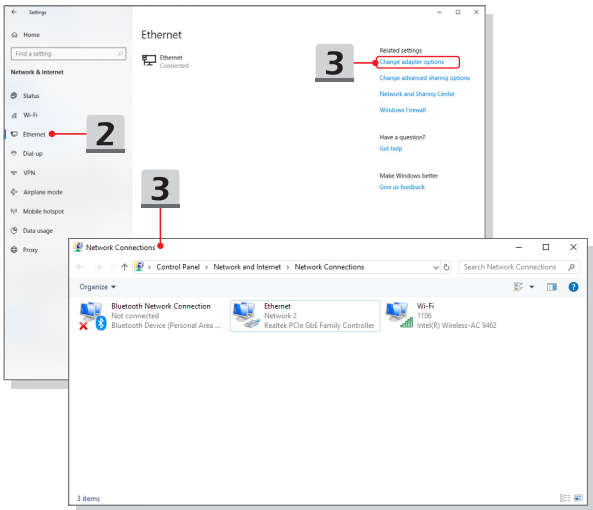 Settings
Home
Find a setting
Network & Internet
Status
Wi-Fi
Ethernet
Dial-up
VPN
Airplane mode
Mobile hotspot
Data usage
Proxy
2
Ethernet
Ethernet
Connected
3
Related settings
Change adapter options
Change advanced sharing options
Network and Sharing Center
Windows Firewall
Have a question?
Get help
Make Windows better
Give us feedback
3
Network Connections
Control Panel > Network and Internet > Network Connections
Search Network Connections
Organize
Bluetooth Network Connection
Not connected
Bluetooth Device (Personal Area ...
Ethernet
Network 2
Realtek PCIe GbE Family Controller
Wi-Fi
1106
Intel(R) Wireless-AC 9462
3 items